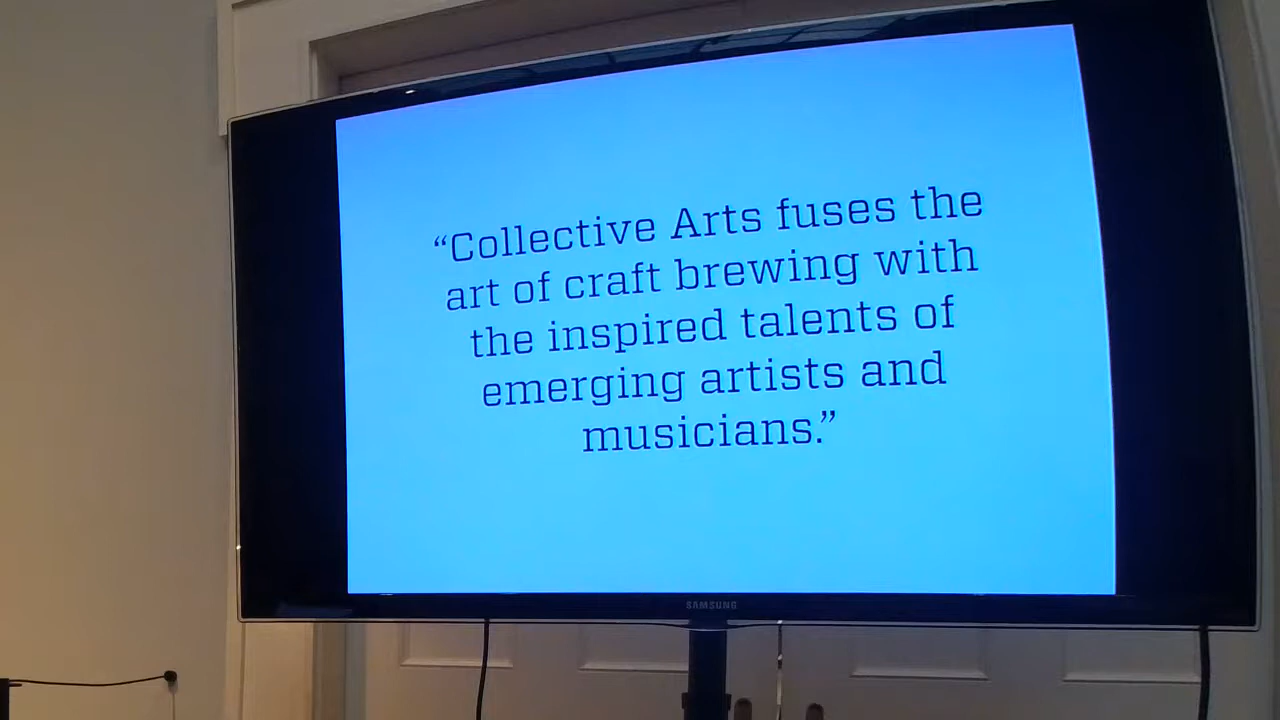 “Collective Arts fuses the
art of craft brewing with
the inspired talents of
emerging artists and
musicians.”
SAMSUNG